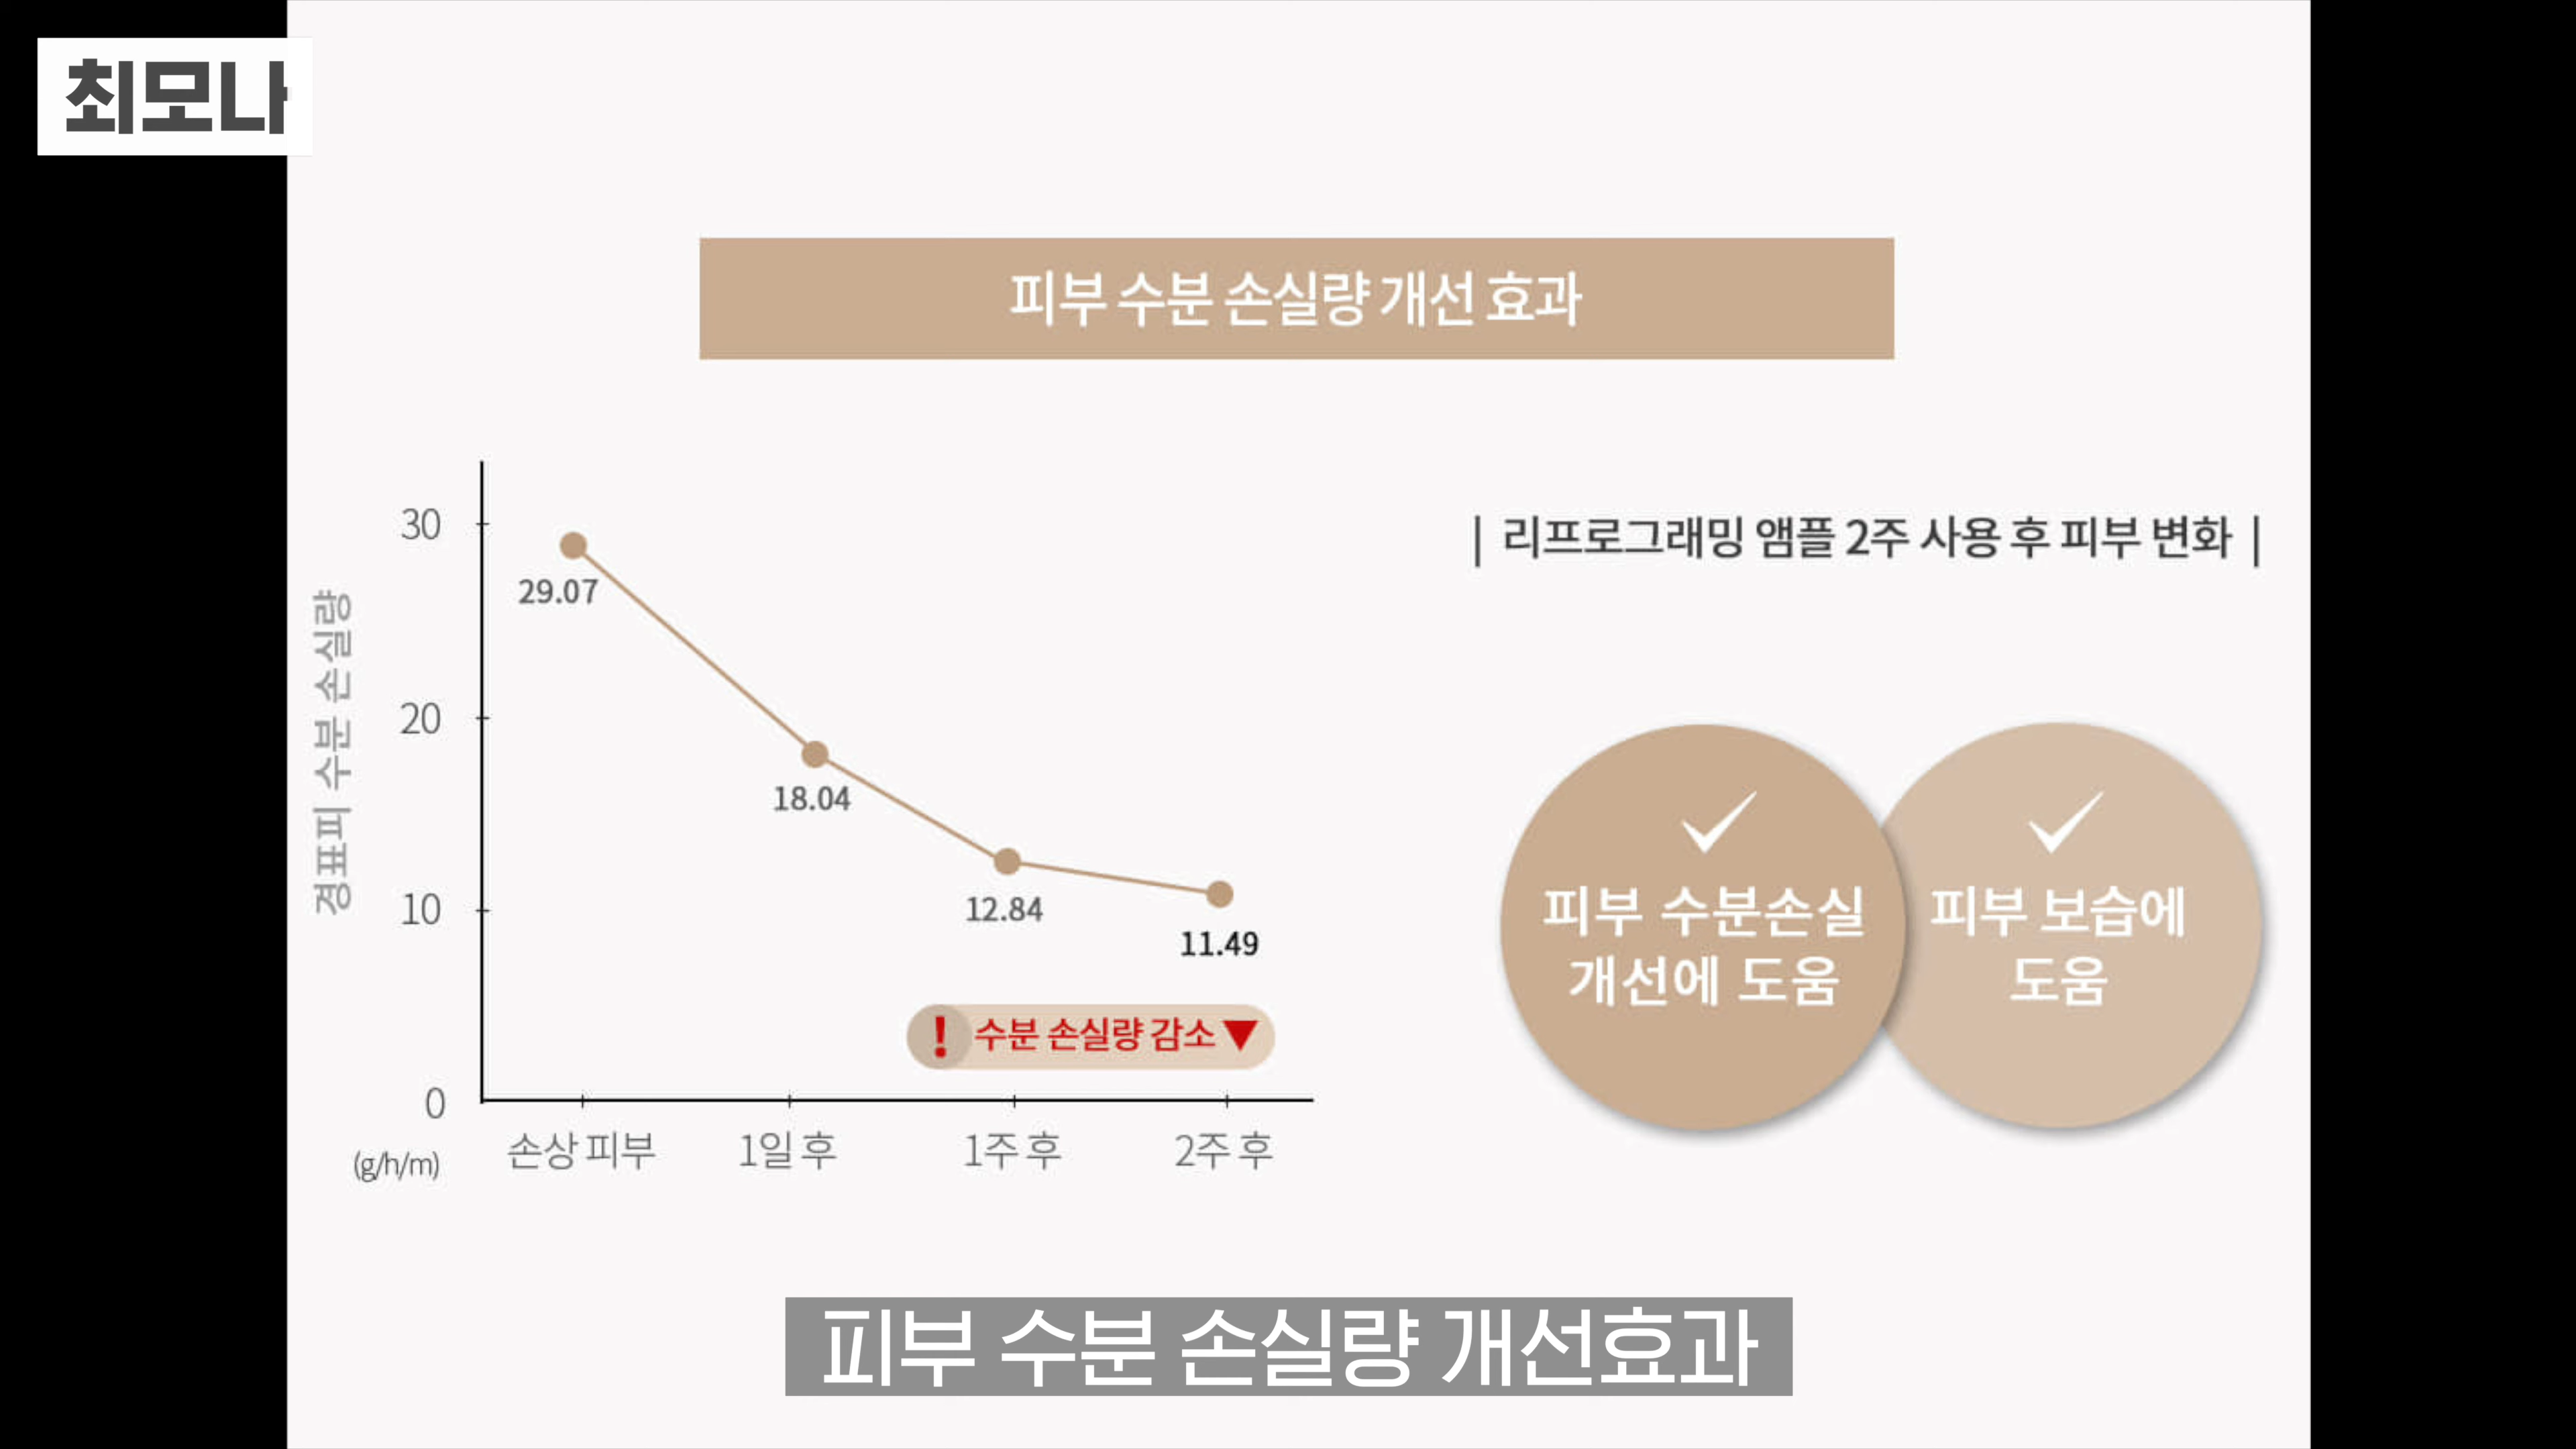 최모나
피부 수분 손실량 개선 효과
경표피 수분 손실량
30
20
10
0
(g/h/m)
29.07
18.04
12.84
11.49
! 수분 손실량 감소 ▼
손상 피부
1일 후
1주 후
2주 후
| 리프로그래밍 앰플 2주 사용 후 피부 변화 |
피부 수분손실
개선에 도움
피부 보습에
도움
피부 수분 손실량 개선효과